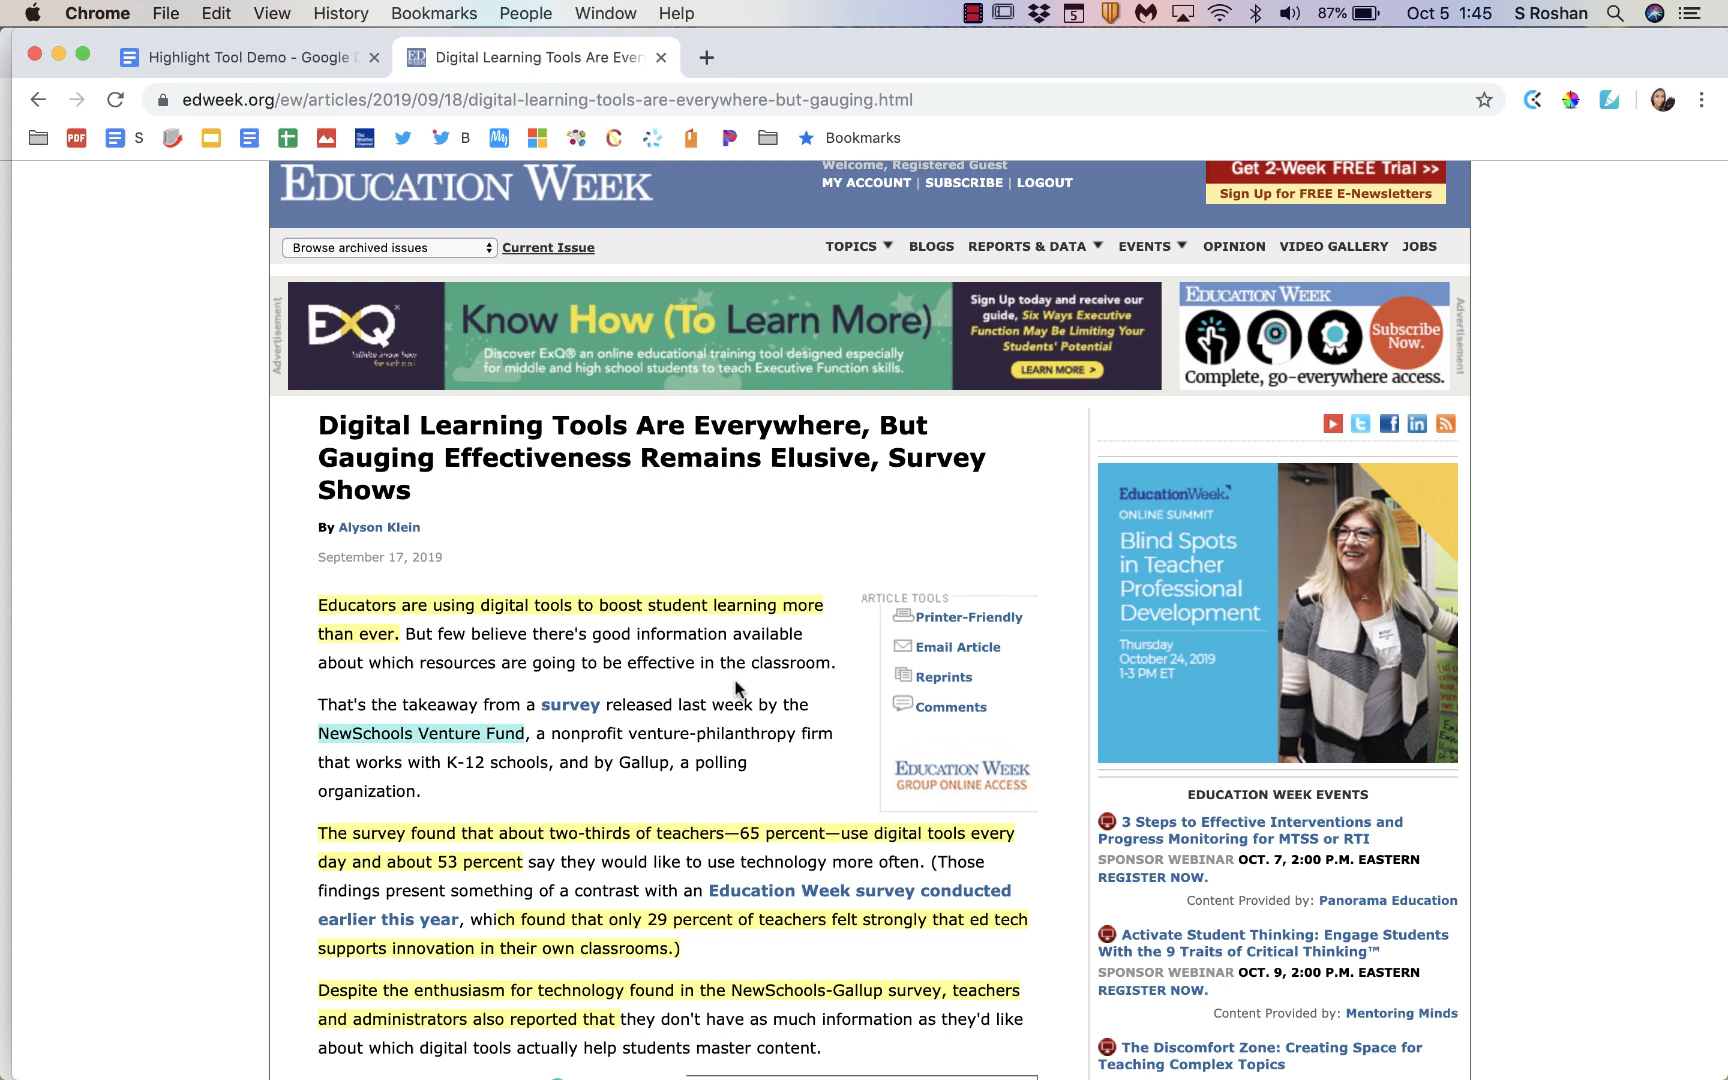 Chrome File Edit View History Bookmarks People Window Help
5 87% Oct 5 1:45 S Roshan
Highlight Tool Demo - Google
Digital Learning Tools Are Ever
edweek.org/ew/articles/2019/09/18/digital-learning-tools-are-everywhere-but-gauging.html
PDF S B My Bookmarks
EDUCATION WEEK
Welcome, Registered Guest
MY ACCOUNT | SUBSCRIBE | LOGOUT
Get 2-Week FREE Trial >>
Sign Up for FREE E-Newsletters
Browse archived issues Current Issue
TOPICS BLOGS REPORTS & DATA EVENTS OPINION VIDEO GALLERY JOBS
Advertisement
ExQ
infinite know how
for school
Know How (To Learn More)
Discover ExQ® an online educational training tool designed especially
for middle and high school students to teach Executive Function skills.
Sign Up today and receive our
guide, Six Ways Executive
Function May Be Limiting Your
Students' Potential
LEARN MORE >
EDUCATION WEEK
Subscribe
Now.
Complete, go-everywhere access.
Advertisement
Digital Learning Tools Are Everywhere, But
Gauging Effectiveness Remains Elusive, Survey
Shows
By Alyson Klein
September 17, 2019
Educators are using digital tools to boost student learning more
than ever. But few believe there's good information available
about which resources are going to be effective in the classroom.
That's the takeaway from a survey released last week by the
NewSchools Venture Fund, a nonprofit venture-philanthropy firm
that works with K-12 schools, and by Gallup, a polling
organization.
The survey found that about two-thirds of teachers—65 percent—use digital tools every
day and about 53 percent say they would like to use technology more often. (Those
findings present something of a contrast with an Education Week survey conducted
earlier this year, which found that only 29 percent of teachers felt strongly that ed tech
supports innovation in their own classrooms.)
Despite the enthusiasm for technology found in the NewSchools-Gallup survey, teachers
and administrators also reported that they don't have as much information as they'd like
about which digital tools actually help students master content.
ARTICLE TOOLS
Printer-Friendly
Email Article
Reprints
Comments
EDUCATION WEEK
GROUP ONLINE ACCESS
EducationWeek
ONLINE SUMMIT
Blind Spots
in Teacher
Professional
Development
Thursday
October 24, 2019
1-3 PM ET
EDUCATION WEEK EVENTS
3 Steps to Effective Interventions and
Progress Monitoring for MTSS or RTI
SPONSOR WEBINAR OCT. 7, 2:00 P.M. EASTERN
REGISTER NOW.
Content Provided by: Panorama Education
Activate Student Thinking: Engage Students
With the 9 Traits of Critical Thinking™
SPONSOR WEBINAR OCT. 9, 2:00 P.M. EASTERN
REGISTER NOW.
Content Provided by: Mentoring Minds
The Discomfort Zone: Creating Space for
Teaching Complex Topics